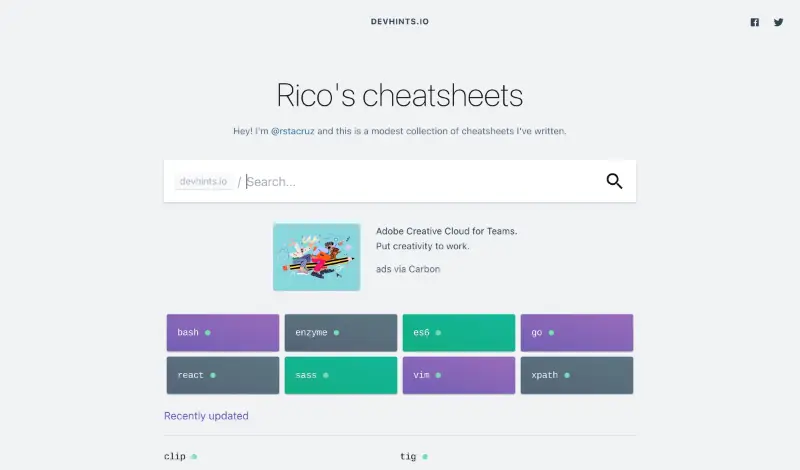 DEVHINTS.IO
Rico's cheatsheets
Hey! I'm @rstacruz and this is a modest collection of cheatsheets I've written.
devhints.io / Search...
Adobe Creative Cloud for Teams.
Put creativity to work.
ads via Carbon
bash enzyme es6 go
react sass vim xpath
Recently updated
clip tig